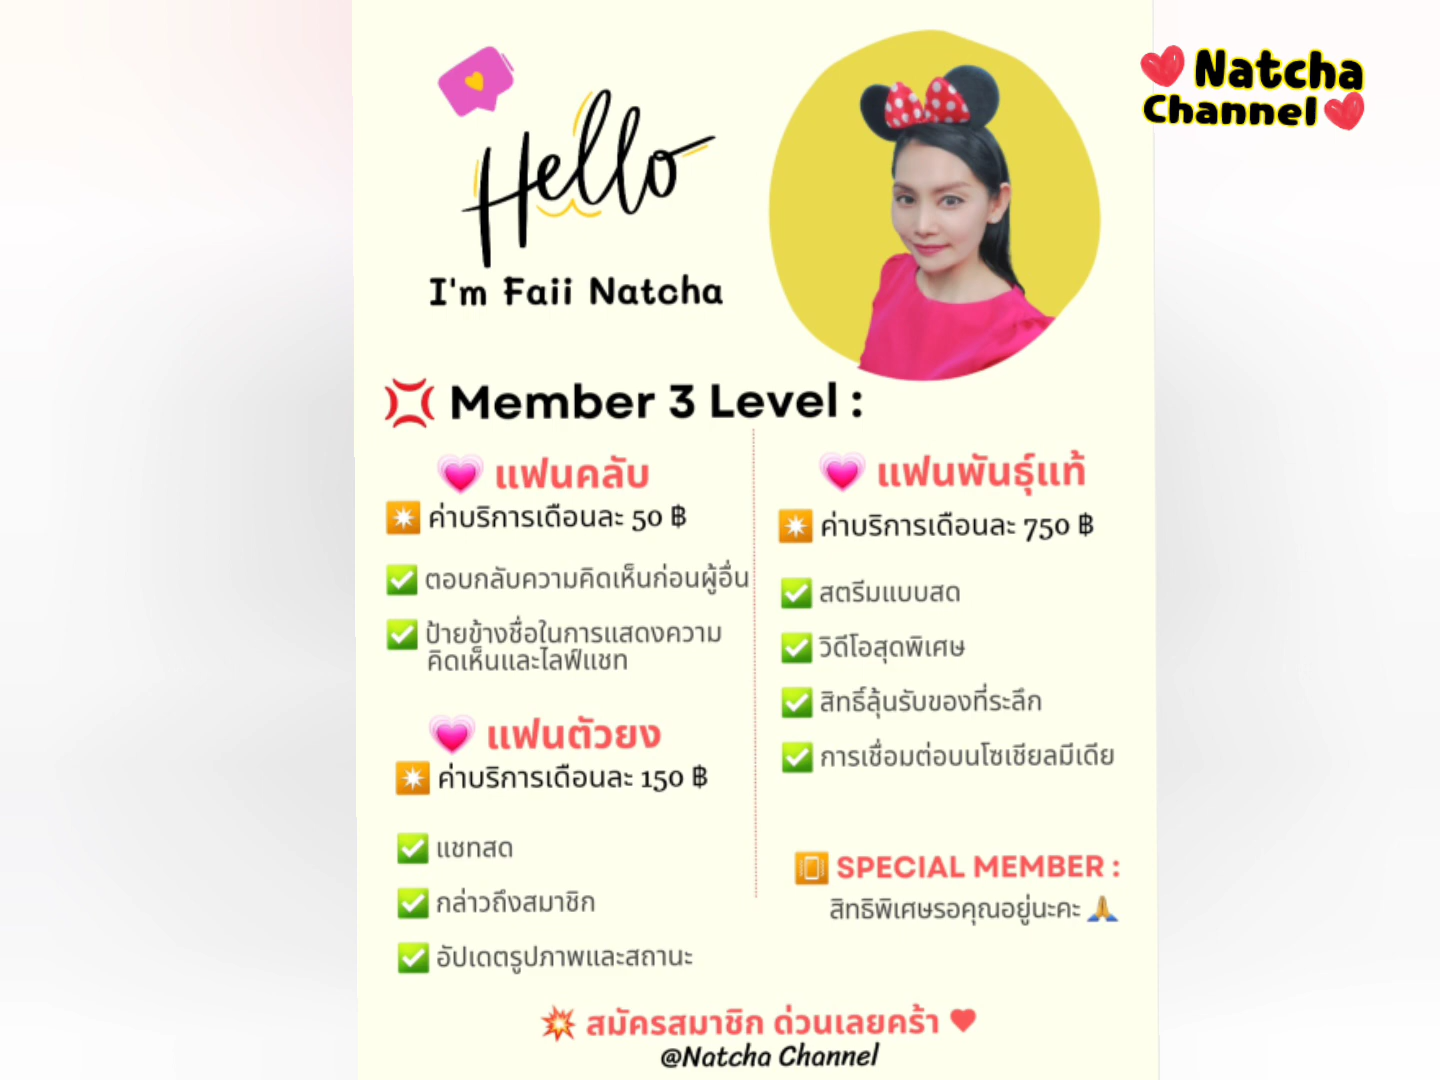 Natcha
Channel
Hello
I'm Faii Natcha
Member 3 Level :
แฟนคลับ
ค่าบริการเดือนละ 50 ฿
ตอบกลับความคิดเห็นก่อนผู้อื่น
ป้ายข้างชื่อในการแสดงความ
คิดเห็นและไลฟ์แชท
แฟนตัวยง
ค่าบริการเดือนละ 150 ฿
แชทสด
กล่าวถึงสมาชิก
อัปเดตรูปภาพและสถานะ
แฟนพันธุ์แท้
ค่าบริการเดือนละ 750 ฿
สตรีมแบบสด
วิดีโอสุดพิเศษ
สิทธิ์ลุ้นรับของที่ระลึก
การเชื่อมต่อบนโซเชียลมีเดีย
SPECIAL MEMBER :
สิทธิพิเศษรอคุณอยู่นะคะ
สมัครสมาชิก ด่วนเลยคร้า
@Natcha Channel